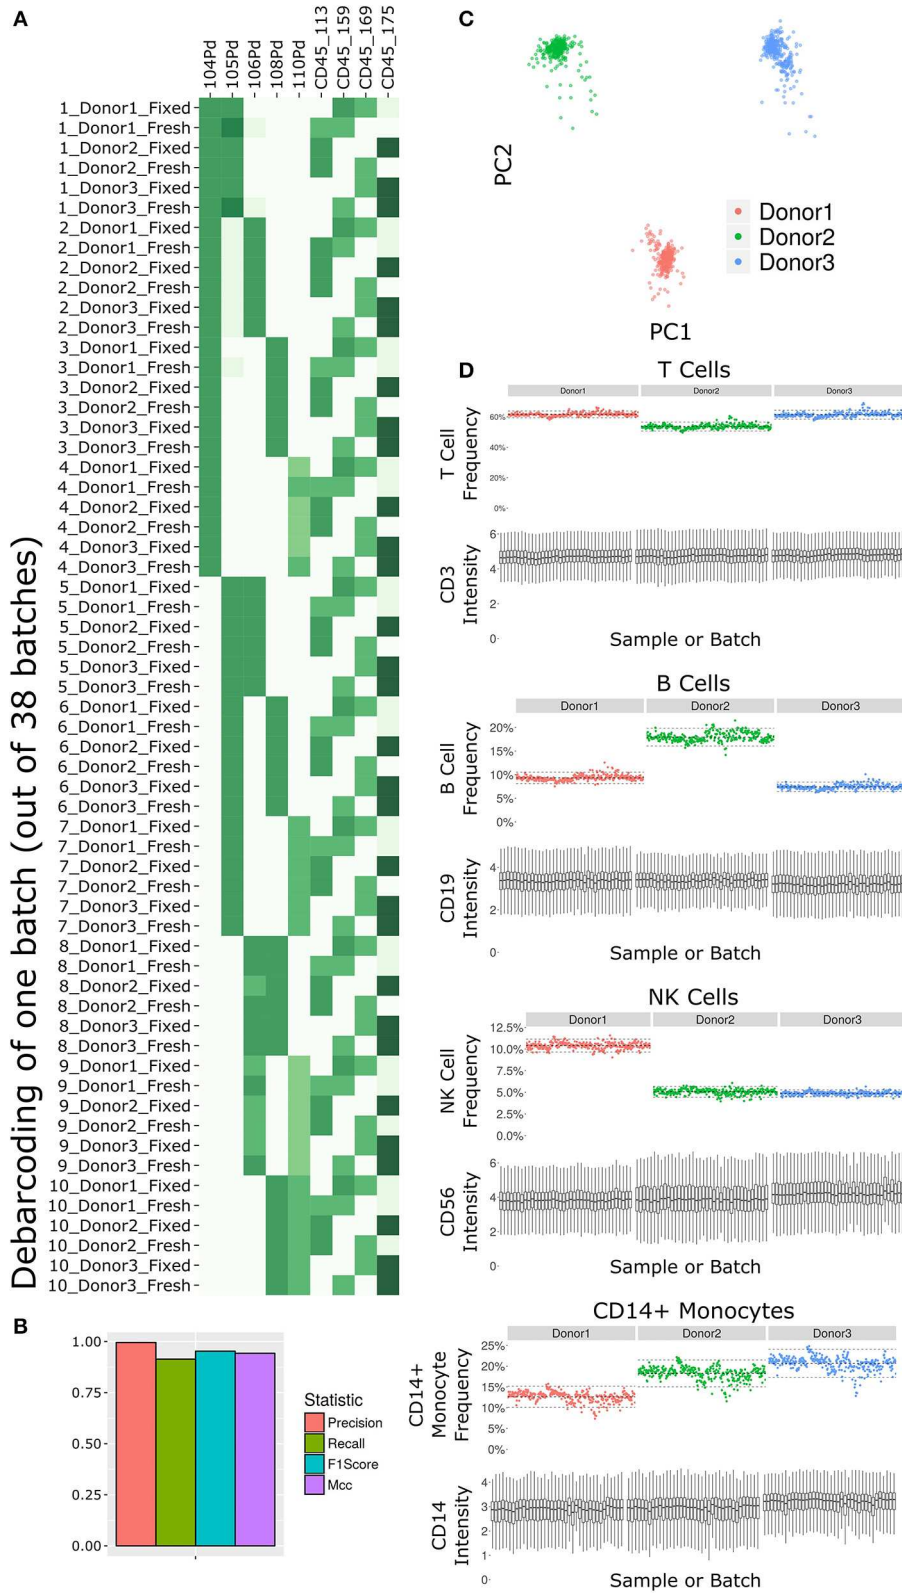 A
104Pd
105Pd
106Pd
108Pd
110Pd
CD45_113
CD45_159
CD45_169
CD45_175
Debarcoding of one batch (out of 38 batches)
1_Donor1_Fixed
1_Donor1_Fresh
1_Donor2_Fixed
1_Donor2_Fresh
1_Donor3_Fixed
1_Donor3_Fresh
2_Donor1_Fixed
2_Donor1_Fresh
2_Donor2_Fixed
2_Donor2_Fresh
2_Donor3_Fixed
2_Donor3_Fresh
3_Donor1_Fixed
3_Donor1_Fresh
3_Donor2_Fixed
3_Donor2_Fresh
3_Donor3_Fixed
3_Donor3_Fresh
4_Donor1_Fixed
4_Donor1_Fresh
4_Donor2_Fixed
4_Donor2_Fresh
4_Donor3_Fixed
4_Donor3_Fresh
5_Donor1_Fixed
5_Donor1_Fresh
5_Donor2_Fixed
5_Donor2_Fresh
5_Donor3_Fixed
5_Donor3_Fresh
6_Donor1_Fixed
6_Donor1_Fresh
6_Donor2_Fixed
6_Donor2_Fresh
6_Donor3_Fixed
6_Donor3_Fresh
7_Donor1_Fixed
7_Donor1_Fresh
7_Donor2_Fixed
7_Donor2_Fresh
7_Donor3_Fixed
7_Donor3_Fresh
8_Donor1_Fixed
8_Donor1_Fresh
8_Donor2_Fixed
8_Donor2_Fresh
8_Donor3_Fixed
8_Donor3_Fresh
9_Donor1_Fixed
9_Donor1_Fresh
9_Donor2_Fixed
9_Donor2_Fresh
9_Donor3_Fixed
9_Donor3_Fresh
10_Donor1_Fixed
10_Donor1_Fresh
10_Donor2_Fixed
10_Donor2_Fresh
10_Donor3_Fixed
10_Donor3_Fresh
B
1.00
0.75
0.50
0.25
0.00
Statistic
Precision
Recall
F1Score
Mcc
C
PC2
PC1
Donor1
Donor2
Donor3
D
T Cells
Donor1 Donor2 Donor3
T Cell
Frequency
60%
40%
20%
0%
CD3
Intensity
6
4
2
0
Sample or Batch
B Cells
Donor1 Donor2 Donor3
B Cell
Frequency
20%
15%
10%
5%
0%
CD19
Intensity
4
2
0
Sample or Batch
NK Cells
Donor1 Donor2 Donor3
NK Cell
Frequency
12.5%
10.0%
7.5%
5.0%
2.5%
0.0%
CD56
Intensity
6
4
2
0
Sample or Batch
CD14+ Monocytes
Donor1 Donor2 Donor3
CD14+
Monocyte
Frequency
25%
20%
15%
10%
5%
0%
CD14
Intensity
4
3
2
1
0
Sample or Batch